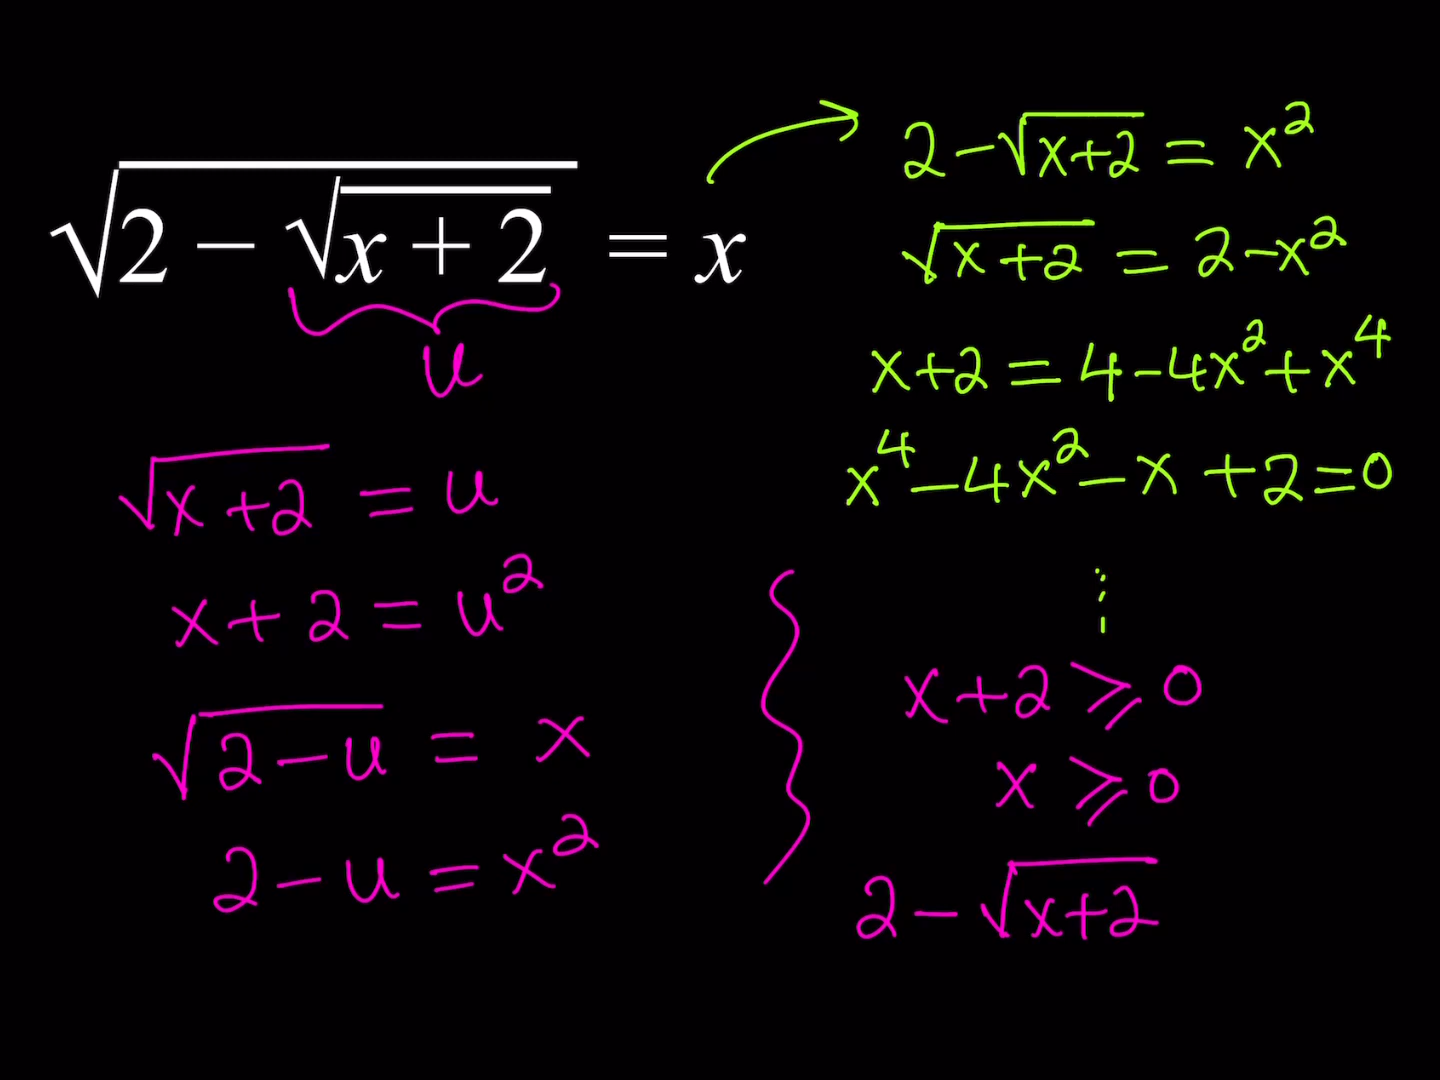 √(2 − √(x + 2)) = x
u
√(x+2) = u
x+2 = u²
√(2−u) = x
2−u = x²
2−√(x+2) = x²
√(x+2) = 2−x²
x+2 = 4−4x²+x⁴
x⁴−4x²−x+2=0
⋮
x+2 ⩾ 0
x ⩾ 0
2−√(x+2)